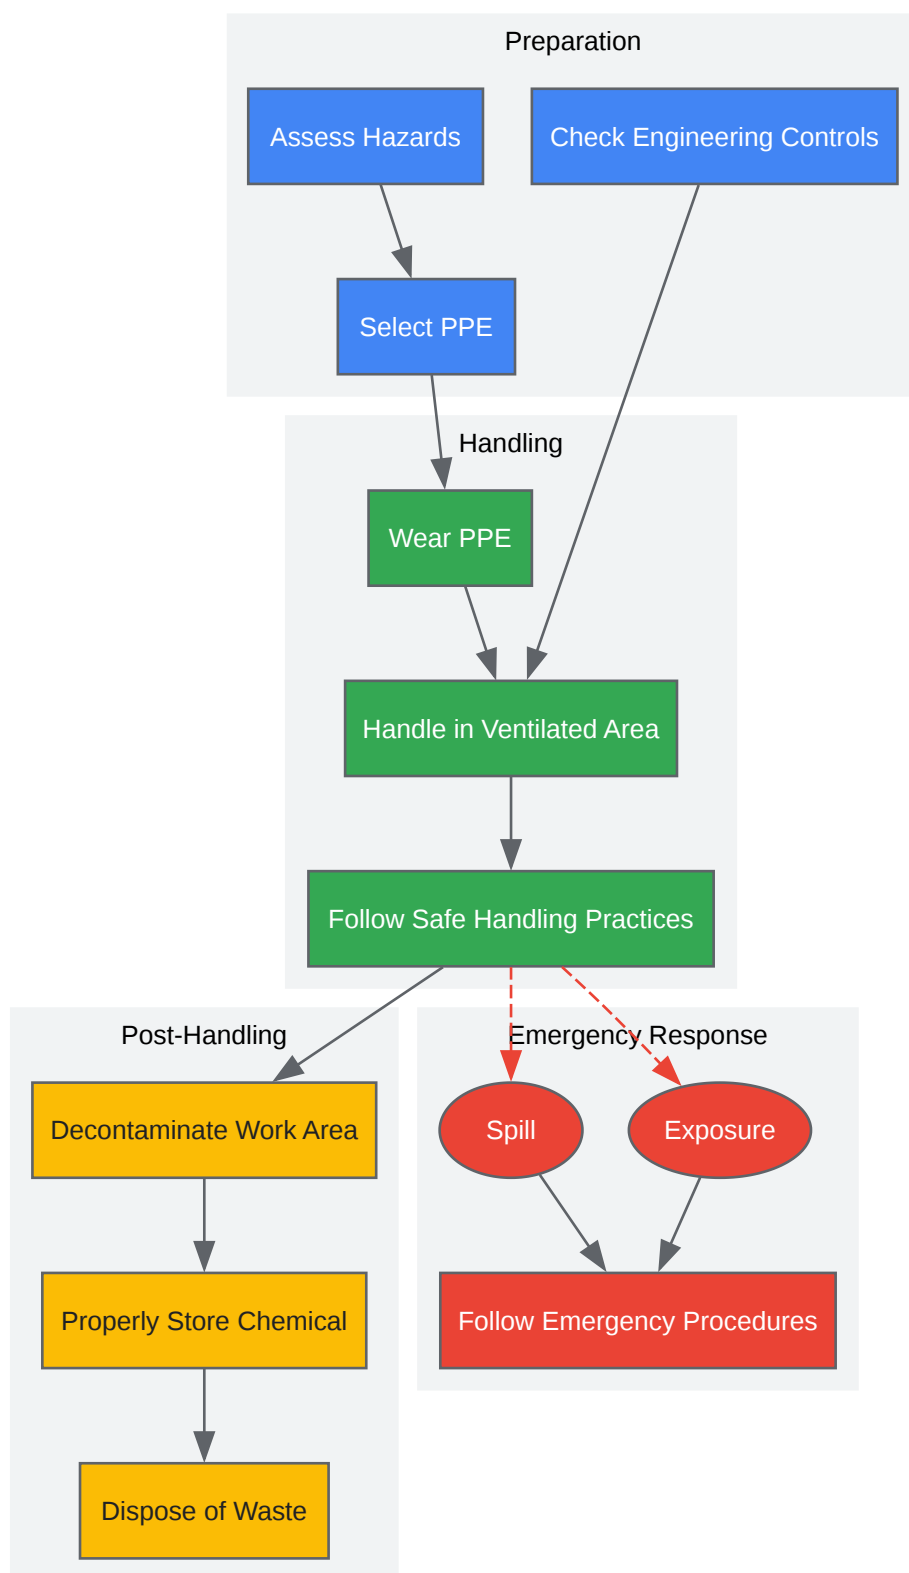 Preparation
Assess Hazards
Check Engineering Controls
Select PPE
Handling
Wear PPE
Handle in Ventilated Area
Follow Safe Handling Practices
Post-Handling
Emergency Response
Decontaminate Work Area
Spill
Exposure
Properly Store Chemical
Follow Emergency Procedures
Dispose of Waste